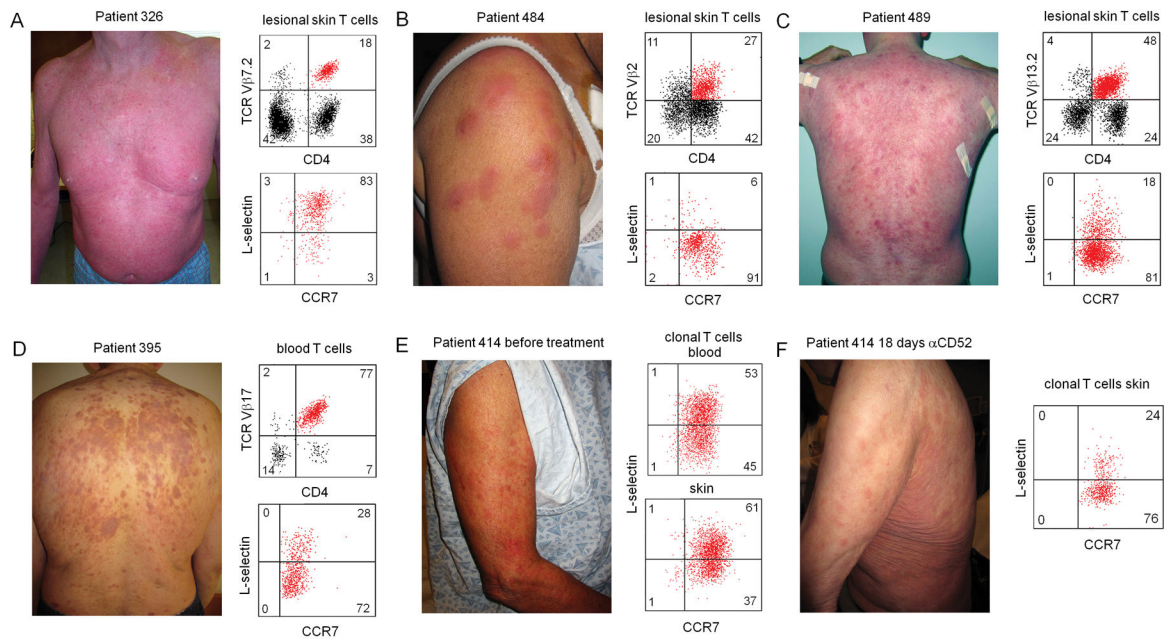 A
Patient 326
lesional skin T cells
TCR Vβ7.2
2
18
42
38
CD4
L-selectin
3
83
1
3
CCR7
B
Patient 484
lesional skin T cells
TCR Vβ2
11
27
20
42
CD4
L-selectin
1
6
2
91
CCR7
C
Patient 489
lesional skin T cells
TCR Vβ13.2
4
48
24
24
CD4
L-selectin
0
18
1
81
CCR7
D
Patient 395
blood T cells
TCR Vβ17
2
77
14
7
CD4
L-selectin
0
28
0
72
CCR7
E
Patient 414 before treatment
clonal T cells
blood
1
53
1
45
L-selectin
skin
1
61
1
37
CCR7
F
Patient 414 18 days αCD52
clonal T cells skin
L-selectin
0
24
0
76
CCR7